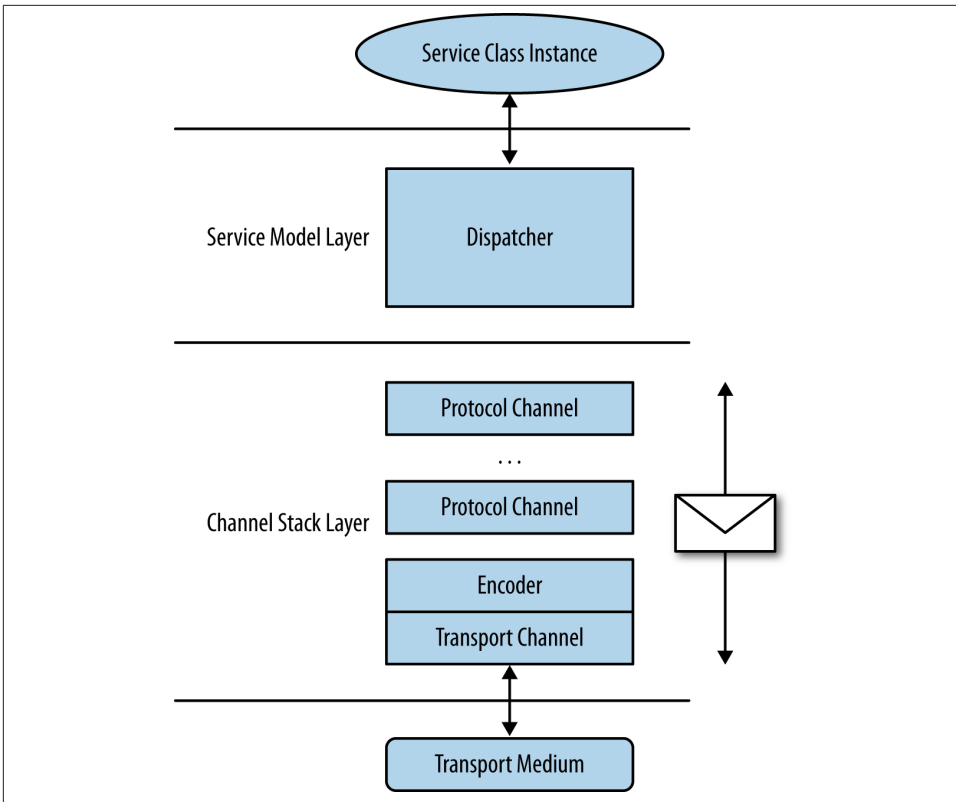 Service Class Instance
Service Model Layer
Dispatcher
Protocol Channel
...
Protocol Channel
Channel Stack Layer
Encoder
Transport Channel
Transport Medium